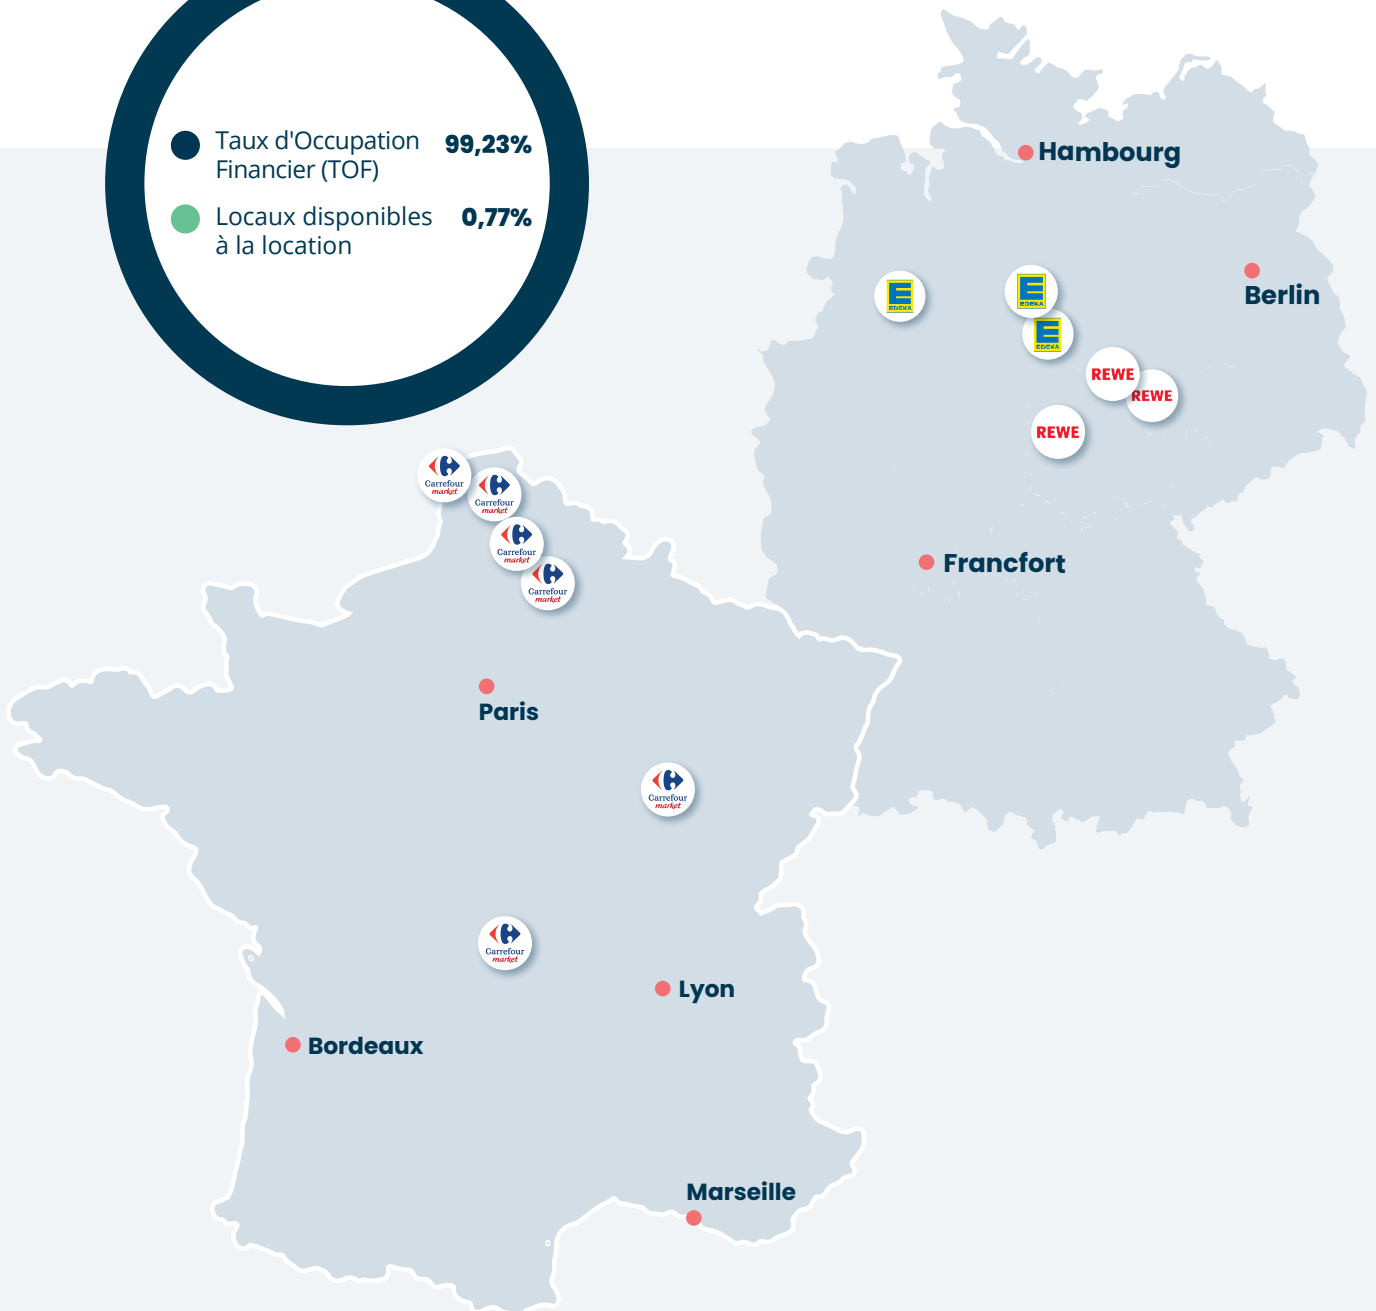 Taux d'Occupation 99,23%
Financier (TOF)
Locaux disponibles 0,77%
à la location
Hambourg
Berlin
E
EDEKA
E
EDEKA
E
EDEKA
REWE
REWE
REWE
Francfort
Carrefour
market
Carrefour
market
Carrefour
market
Carrefour
market
Paris
Carrefour
market
Carrefour
market
Lyon
Bordeaux
Marseille